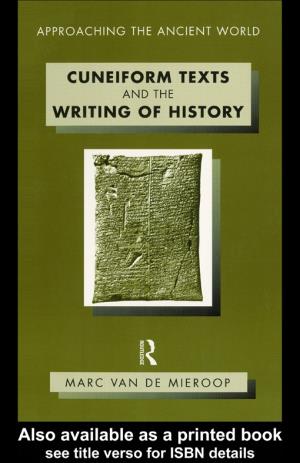 APPROACHING THE ANCIENT WORLD
CUNEIFORM TEXTS
AND THE
WRITING OF HISTORY
R
MARC VAN DE MIEROOP
Also available as a printed book
see title verso for ISBN details